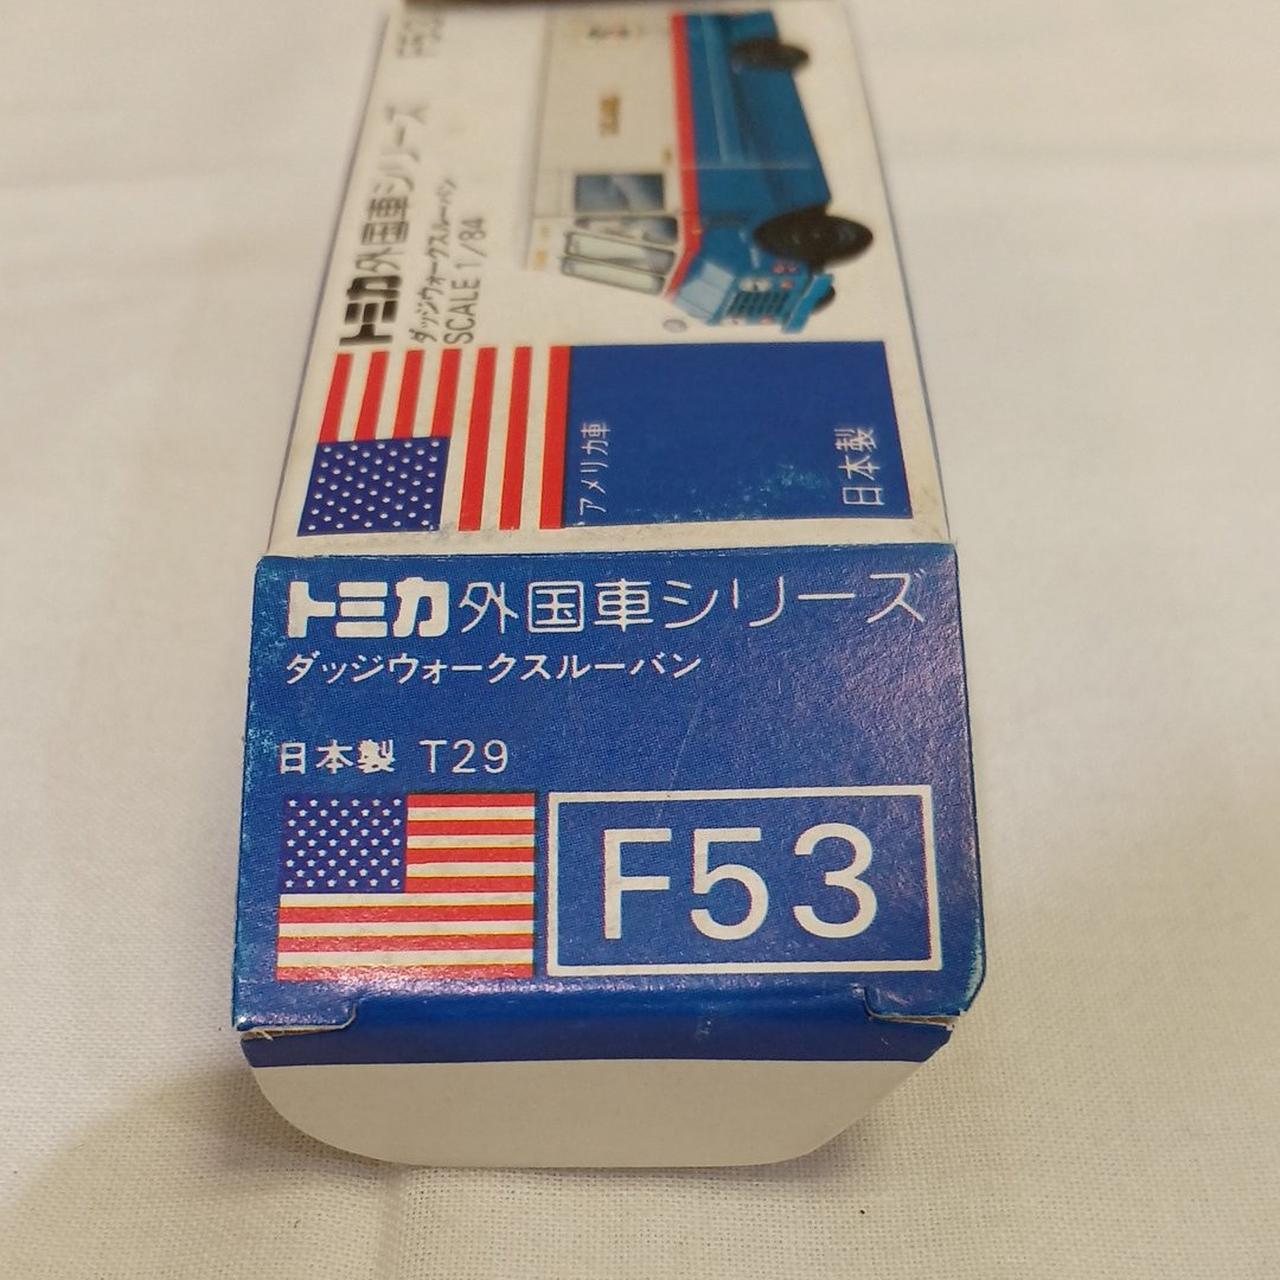 トミカ外国車シリーズ F53
ダッジウォークスルーバン
SCALE 1/84
アメリカ車
日本製
トミカ外国車シリーズ
ダッジウォークスルーバン
日本製 T29
F53